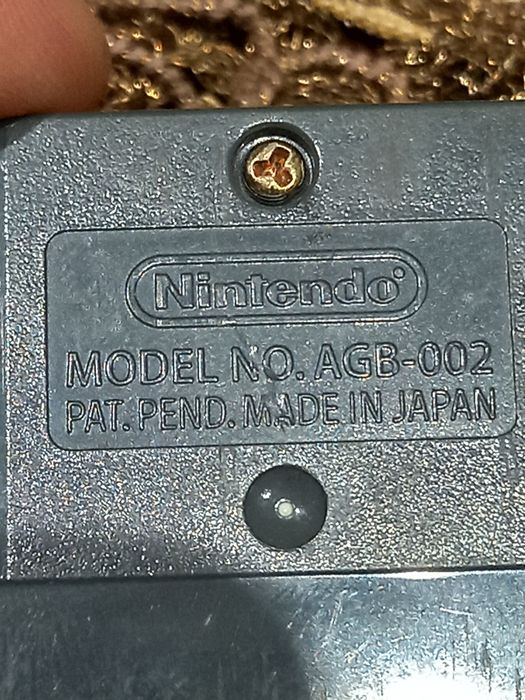 Nintendo®
MODEL NO. AGB-002
PAT. PEND. MADE IN JAPAN